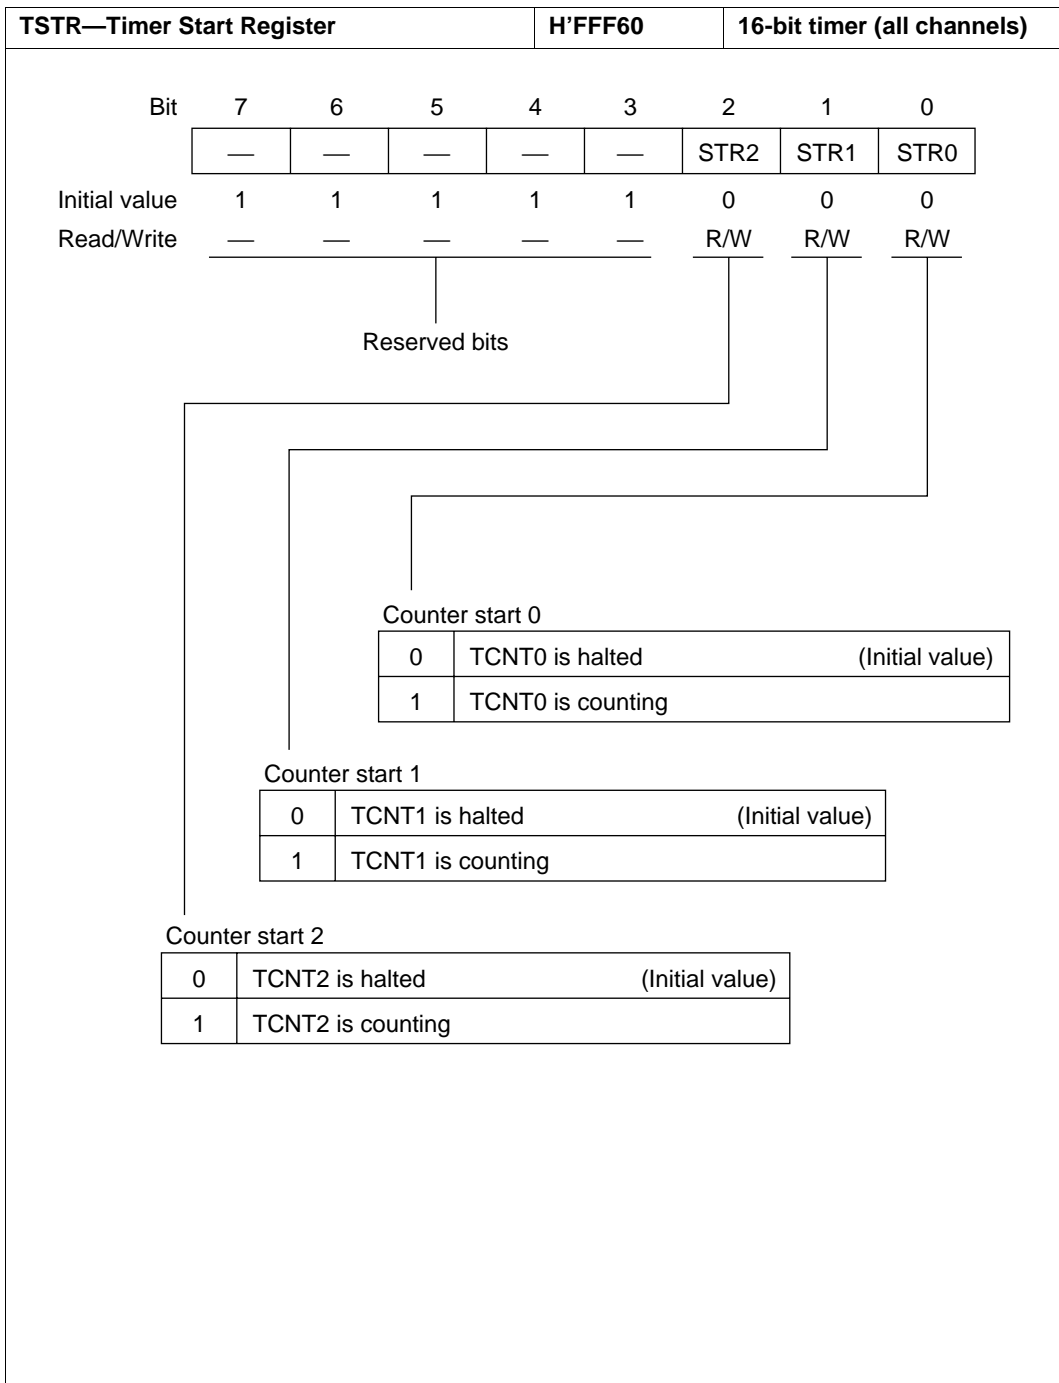 TSTR—Timer Start Register H'FFF60 16-bit timer (all channels)
Bit 7 6 5 4 3 2 1 0
— — — — — STR2 STR1 STR0
Initial value 1 1 1 1 1 0 0 0
Read/Write — — — — — R/W R/W R/W
Reserved bits
Counter start 0
0 TCNT0 is halted (Initial value)
1 TCNT0 is counting
Counter start 1
0 TCNT1 is halted (Initial value)
1 TCNT1 is counting
Counter start 2
0 TCNT2 is halted (Initial value)
1 TCNT2 is counting